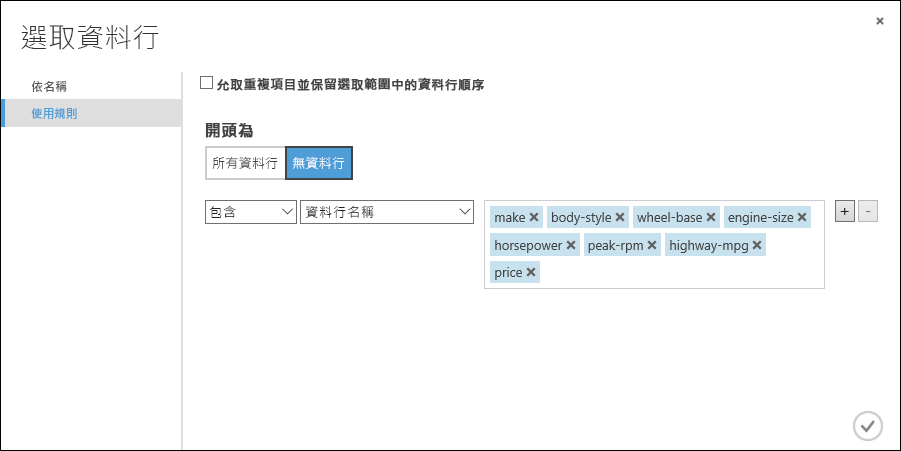 選取資料行
依名稱
使用規則
允取重複項目並保留選取範圍中的資料行順序
開頭為
所有資料行 無資料行
包含 資料行名稱 make body-style wheel-base engine-size + -
horsepower peak-rpm highway-mpg
price